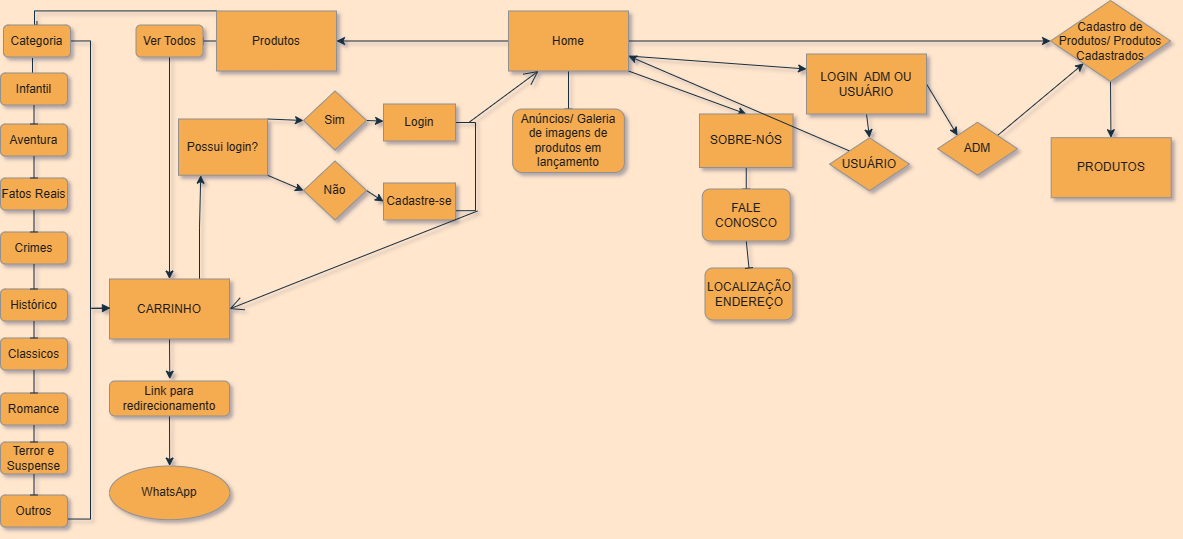 Categoria
Ver Todos
Produtos
Home
Cadastro de
Produtos/ Produtos
Cadastrados
Infantil
Aventura
Fatos Reais
Crimes
Histórico
Classicos
Romance
Terror e
Suspense
Outros
Possui login?
Sim
Não
Login
Cadastre-se
CARRINHO
Link para
redirecionamento
WhatsApp
Anúncios/ Galeria
de imagens de
produtos em
lançamento
SOBRE-NÓS
FALE
CONOSCO
LOCALIZAÇÃO
ENDEREÇO
LOGIN ADM OU
USUÁRIO
USUÁRIO
ADM
PRODUTOS